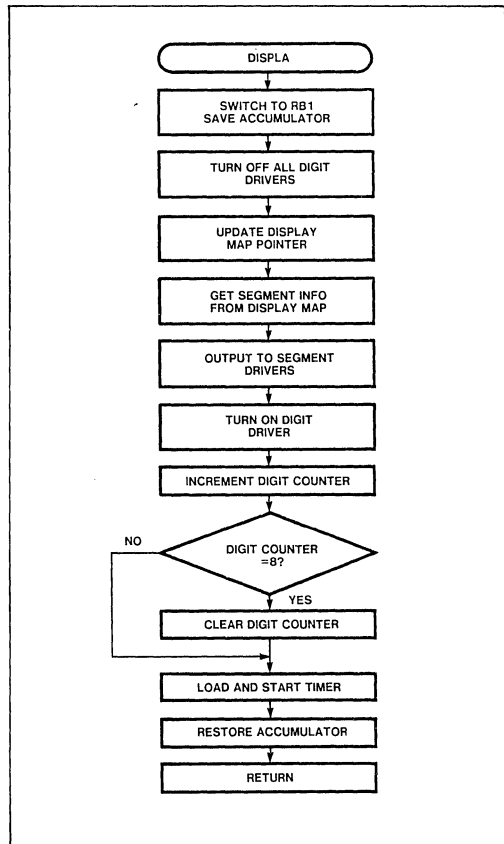 DISPLA
SWITCH TO RB1
SAVE ACCUMULATOR
TURN OFF ALL DIGIT
DRIVERS
UPDATE DISPLAY
MAP POINTER
GET SEGMENT INFO
FROM DISPLAY MAP
OUTPUT TO SEGMENT
DRIVERS
TURN ON DIGIT
DRIVER
INCREMENT DIGIT COUNTER
NO
DIGIT COUNTER
=8?
YES
CLEAR DIGIT COUNTER
LOAD AND START TIMER
RESTORE ACCUMULATOR
RETURN